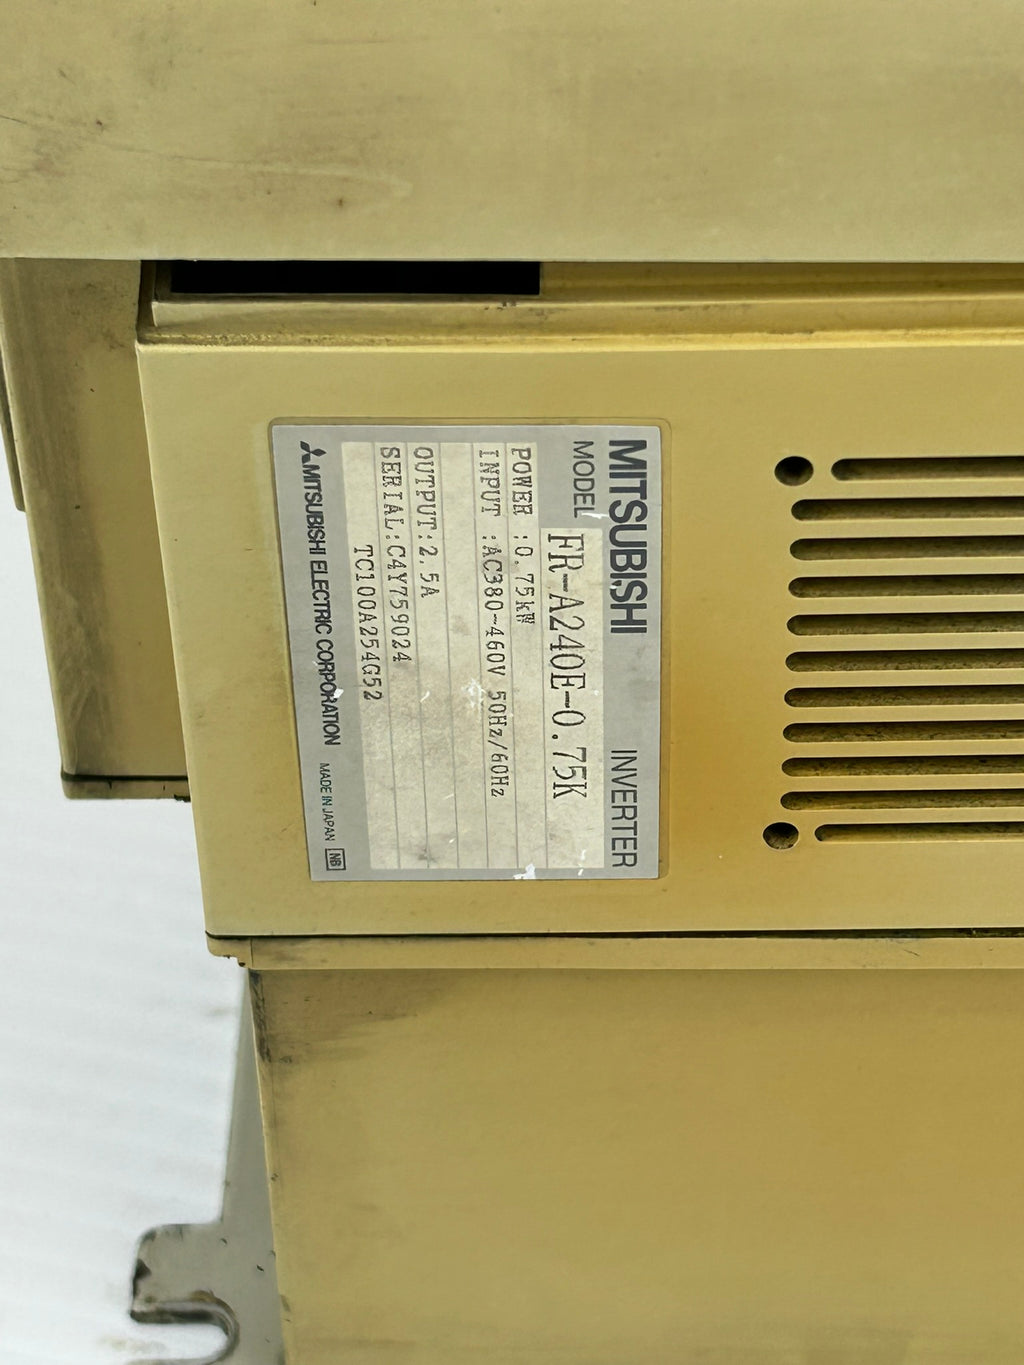 MITSUBISHI INVERTER
MODEL FR-A240E-0.75K
POWER :0.75kW
INPUT :AC380-460V 50Hz/60Hz
OUTPUT:2.5A
SERIAL:C4Y759024
TC100A254G52
MITSUBISHI ELECTRIC CORPORATION MADE IN JAPAN NB